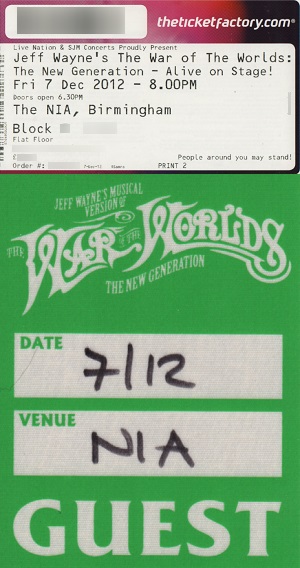 theticketfactory.com®
Live Nation & SJM Concerts Proudly Present
Jeff Wayne's The War of The Worlds:
The New Generation - Alive on Stage!
Fri 7 Dec 2012 - 8.00PM
Doors open 6.30PM
The NIA, Birmingham
Block
Flat Floor
People around you may stand!
Order #:
PRINT 2
JEFF WAYNE'S MUSICAL
VERSION OF
THE WAR OF THE WORLDS
THE NEW GENERATION
DATE
7/12
VENUE
NIA
GUEST